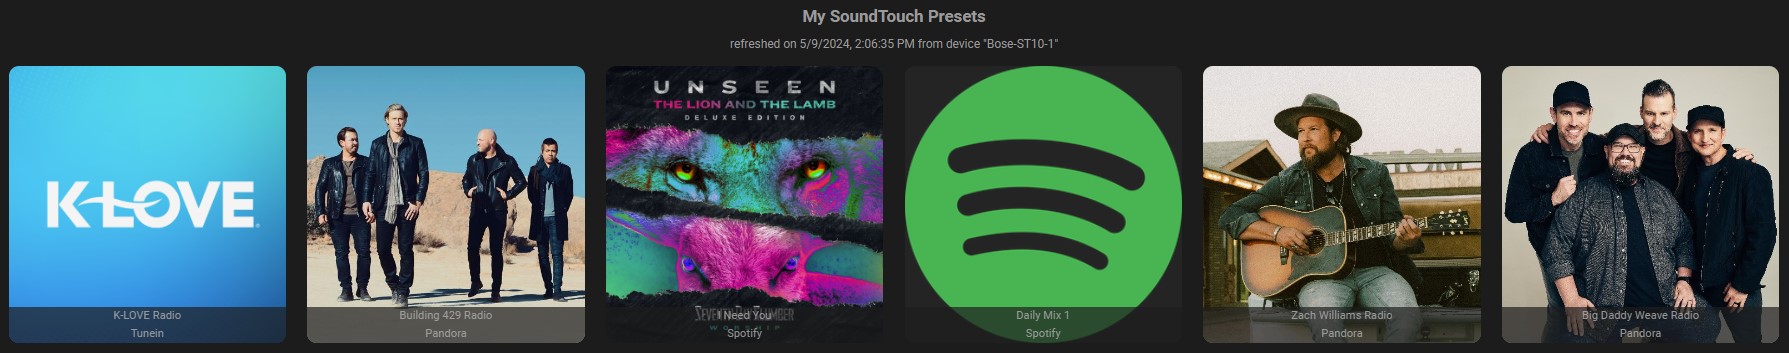 My SoundTouch Presets
refreshed on 5/9/2024, 2:06:35 PM from device "Bose-ST10-1"
K-LOVE
K-LOVE Radio
Tunein
Building 429 Radio
Pandora
UNSEEN
THE LION AND THE LAMB
DELUXE EDITION
I Need You
WORSHIP
Spotify
Daily Mix 1
Spotify
Zach Williams Radio
Pandora
Big Daddy Weave Radio
Pandora